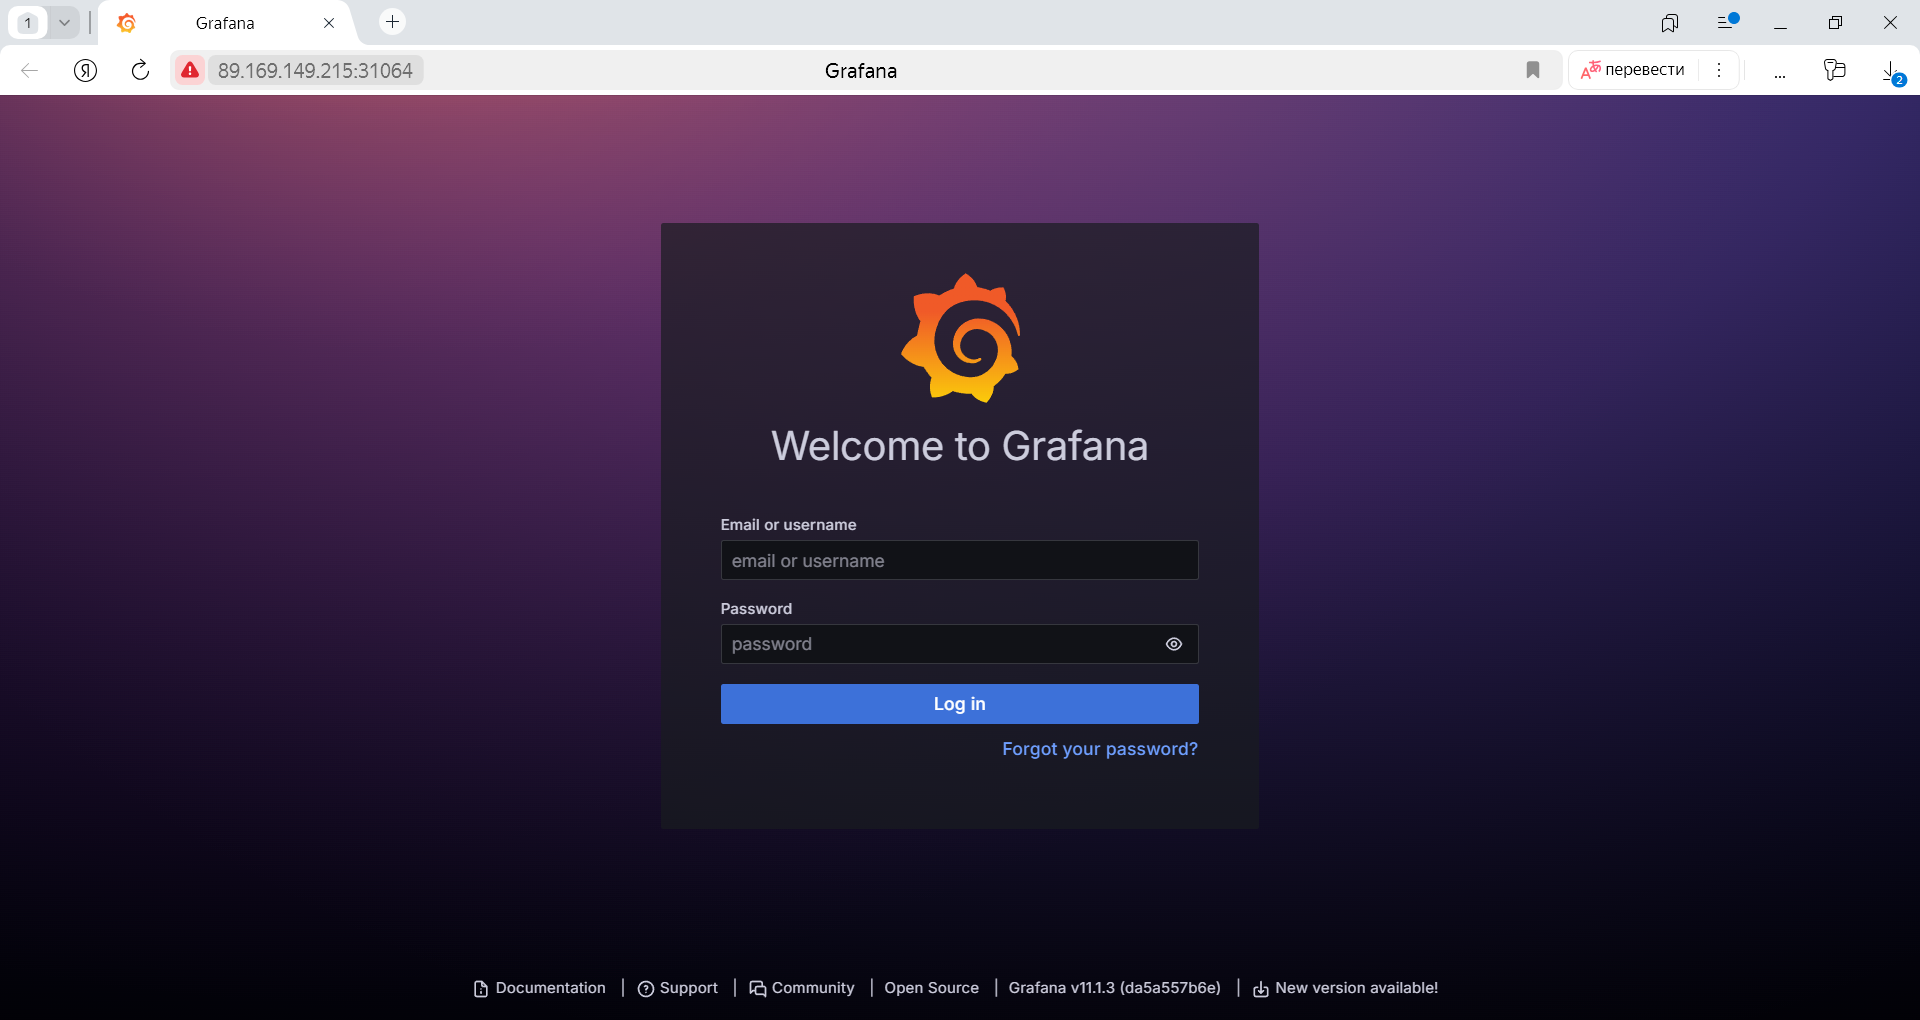 1
Grafana
89.169.149.215:31064
Grafana
перевести
2
Welcome to Grafana
Email or username
email or username
Password
password
Log in
Forgot your password?
Documentation | Support | Community | Open Source | Grafana v11.1.3 (da5a557b6e) | New version available!